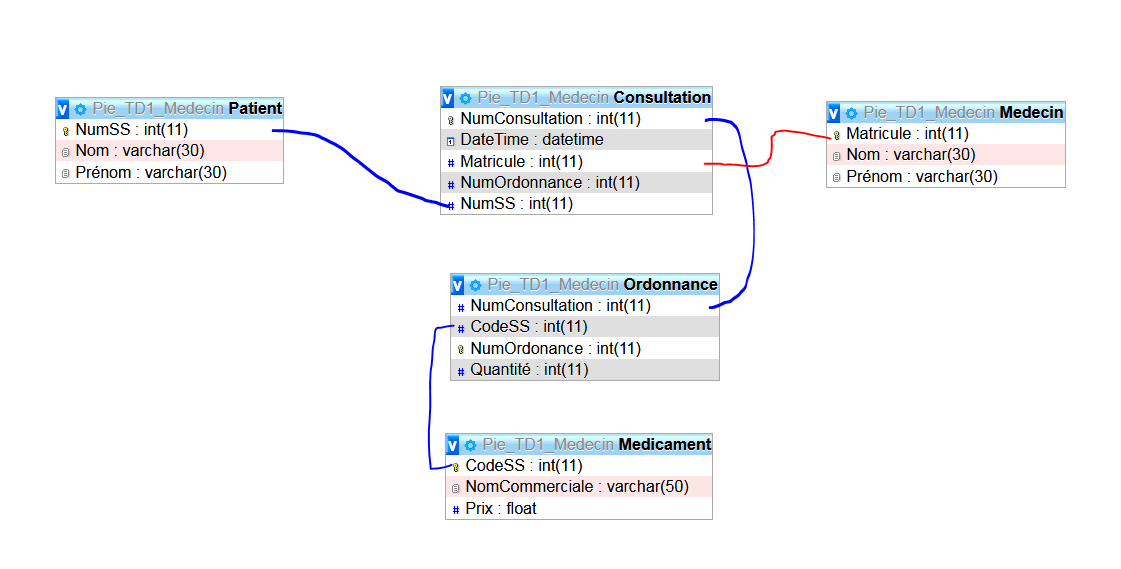 Pie_TD1_Medecin Patient
NumSS : int(11)
Nom : varchar(30)
Prénom : varchar(30)
Pie_TD1_Medecin Consultation
NumConsultation : int(11)
DateTime : datetime
Matricule : int(11)
NumOrdonnance : int(11)
NumSS : int(11)
Pie_TD1_Medecin Medecin
Matricule : int(11)
Nom : varchar(30)
Prénom : varchar(30)
Pie_TD1_Medecin Ordonnance
NumConsultation : int(11)
CodeSS : int(11)
NumOrdonance : int(11)
Quantité : int(11)
Pie_TD1_Medecin Medicament
CodeSS : int(11)
NomCommerciale : varchar(50)
Prix : float